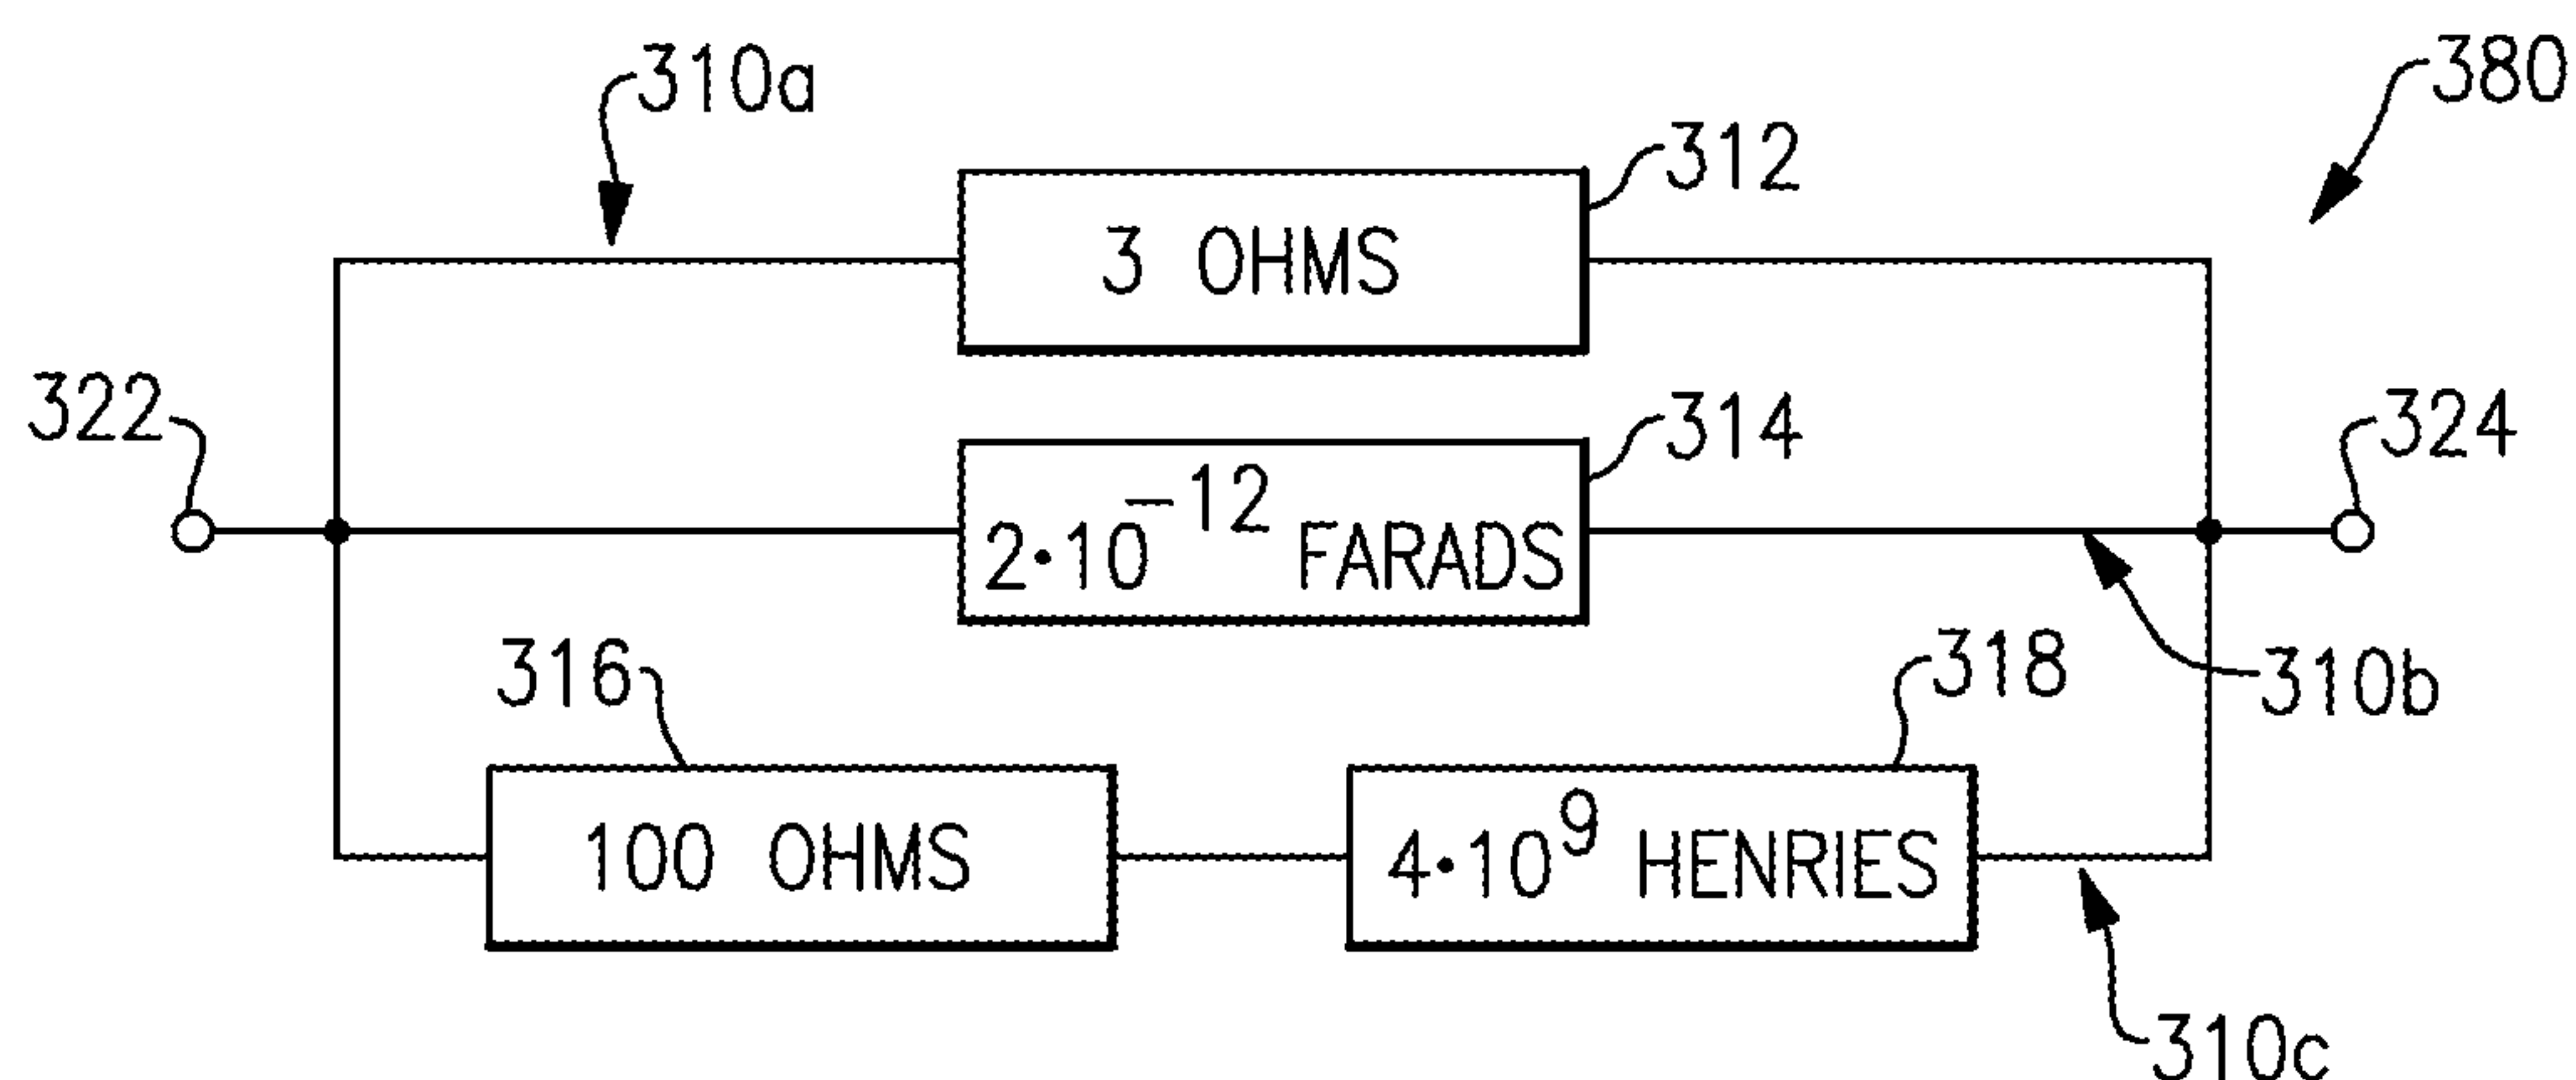 310a
380
312
3 OHMS
322
314
324
2·10⁻¹² FARADS
316
318
310b
100 OHMS
4·10⁹ HENRIES
310c